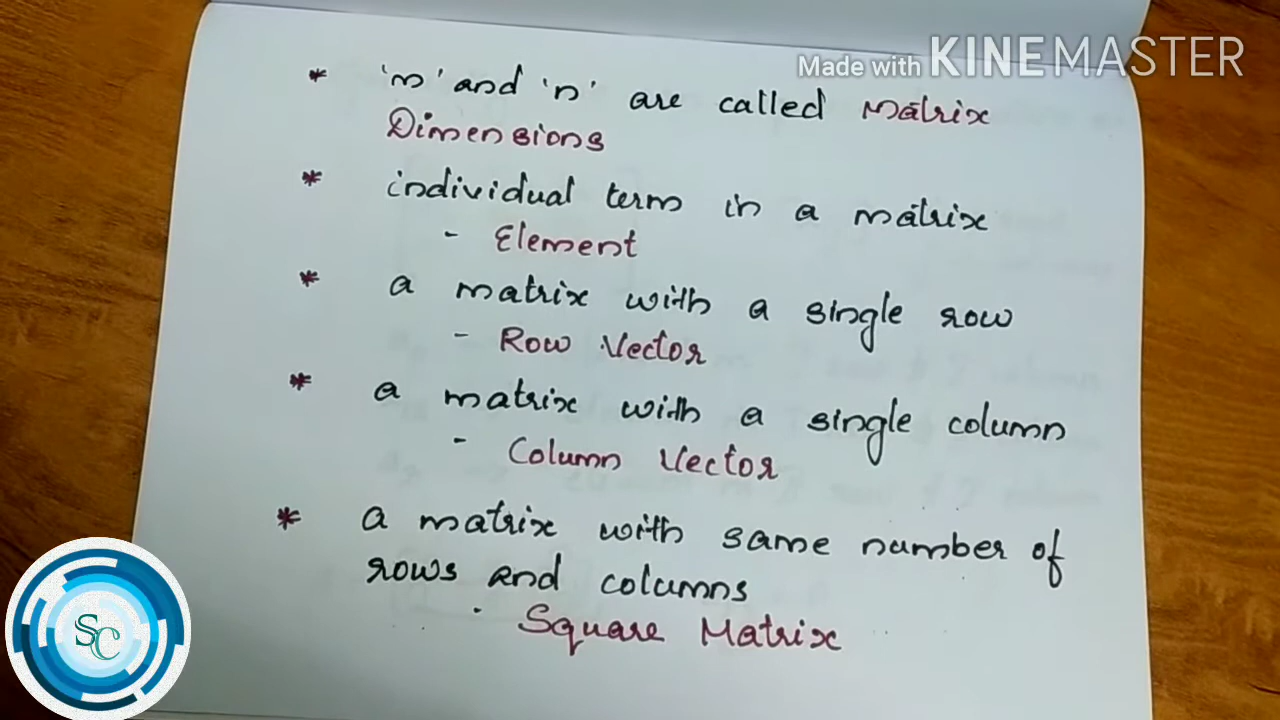 Made with KINEMASTER
* 'm' and 'n' are called Matrix
Dimensions
* individual term in a matrix
- Element
* a matrix with a single row
- Row Vector
* a matrix with a single column
- Column Vector
* a matrix with same number of
rows and columns
- Square Matrix
SC